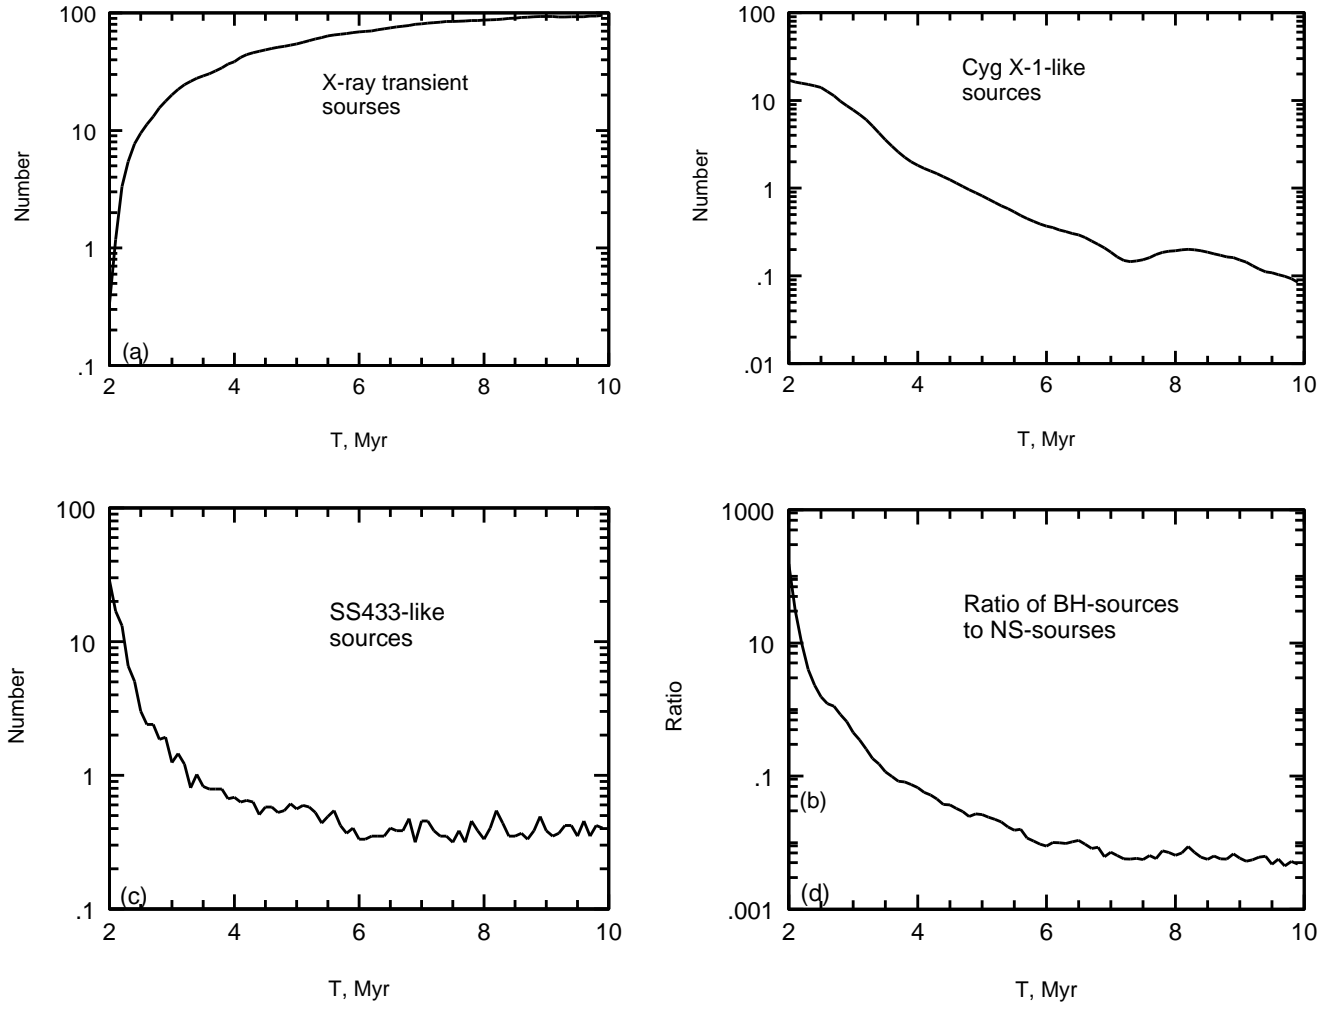 100
10
1
.1
Number
X-ray transient
sourses
(a)
2 4 6 8 10
T, Myr
100
10
1
.1
.01
Number
Cyg X-1-like
sources
2 4 6 8 10
T, Myr
100
10
1
.1
Number
SS433-like
sources
(c)
2 4 6 8 10
T, Myr
1000
10
.1
.001
Ratio
Ratio of BH-sources
to NS-sourses
(b)
(d)
2 4 6 8 10
T, Myr